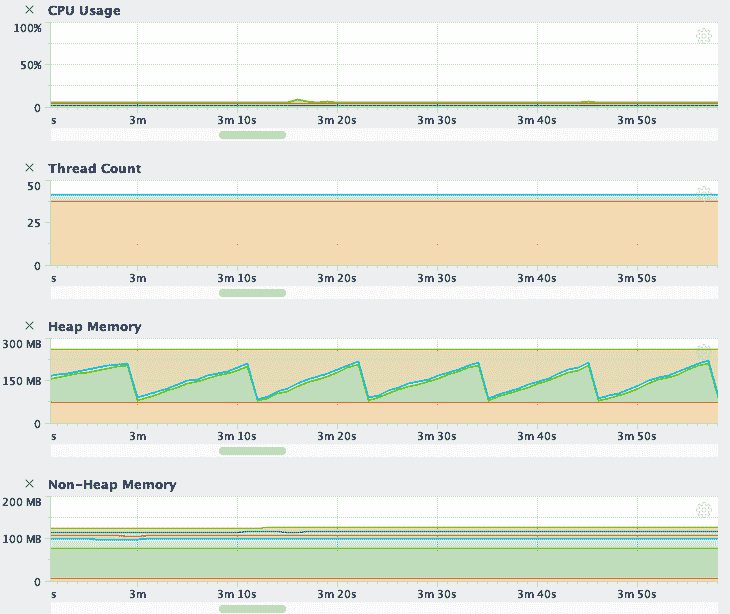 × CPU Usage
100%
50%
0
s 3m 3m 10s 3m 20s 3m 30s 3m 40s 3m 50s
× Thread Count
50
25
0
s 3m 3m 10s 3m 20s 3m 30s 3m 40s 3m 50s
× Heap Memory
300 MB
150 MB
0
s 3m 3m 10s 3m 20s 3m 30s 3m 40s 3m 50s
× Non-Heap Memory
200 MB
100 MB
0
s 3m 3m 10s 3m 20s 3m 30s 3m 40s 3m 50s